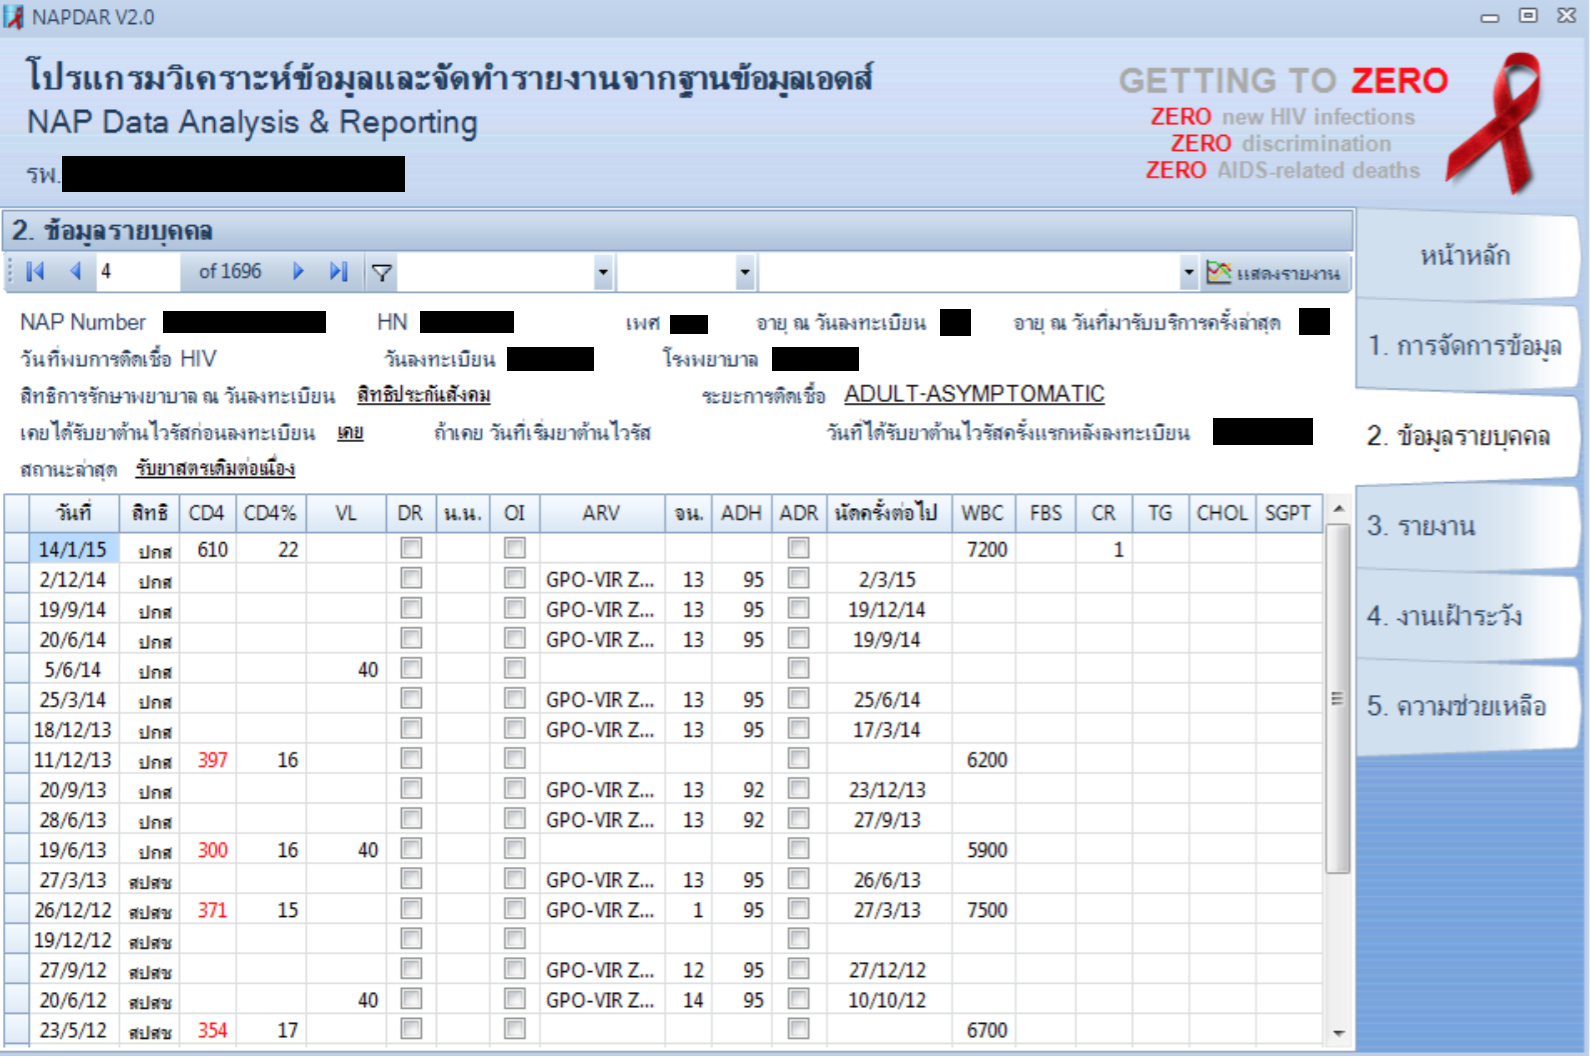 NAPDAR V2.0
โปรแกรมวิเคราะห์ข้อมูลและจัดทำรายงานจากฐานข้อมูลเอดส์
NAP Data Analysis & Reporting
รพ.
GETTING TO ZERO
ZERO new HIV infections
ZERO discrimination
ZERO AIDS-related deaths
2. ข้อมูลรายบุคคล
4 of 1696 แสดงรายงาน
NAP Number HN เพศ อายุ ณ วันลงทะเบียน อายุ ณ วันที่มารับบริการครั้งล่าสุด
วันที่พบการติดเชื้อ HIV วันลงทะเบียน โรงพยาบาล
สิทธิการรักษาพยาบาล ณ วันลงทะเบียน สิทธิประกันสังคม ระยะการติดเชื้อ ADULT-ASYMPTOMATIC
เคยได้รับยาต้านไวรัสก่อนลงทะเบียน เคย ถ้าเคย วันที่เริ่มยาต้านไวรัส วันที่ได้รับยาต้านไวรัสครั้งแรกหลังลงทะเบียน
สถานะล่าสุด รับยาสูตรเดิมต่อเนื่อง
วันที่ สิทธิ CD4 CD4% VL DR น.น. OI ARV จน. ADH ADR นัดครั้งต่อไป WBC FBS CR TG CHOL SGPT
14/1/15 ปกส 610 22 7200 1
2/12/14 ปกส GPO-VIR Z... 13 95 2/3/15
19/9/14 ปกส GPO-VIR Z... 13 95 19/12/14
20/6/14 ปกส GPO-VIR Z... 13 95 19/9/14
5/6/14 ปกส 40
25/3/14 ปกส GPO-VIR Z... 13 95 25/6/14
18/12/13 ปกส GPO-VIR Z... 13 95 17/3/14
11/12/13 ปกส 397 16 6200
20/9/13 ปกส GPO-VIR Z... 13 92 23/12/13
28/6/13 ปกส GPO-VIR Z... 13 92 27/9/13
19/6/13 ปกส 300 16 40 5900
27/3/13 สปสช GPO-VIR Z... 13 95 26/6/13
26/12/12 สปสช 371 15 GPO-VIR Z... 1 95 27/3/13 7500
19/12/12 สปสช
27/9/12 สปสช GPO-VIR Z... 12 95 27/12/12
20/6/12 สปสช 40 GPO-VIR Z... 14 95 10/10/12
23/5/12 สปสช 354 17 6700
หน้าหลัก
1. การจัดการข้อมูล
2. ข้อมูลรายบุคคล
3. รายงาน
4. งานเฝ้าระวัง
5. ความช่วยเหลือ